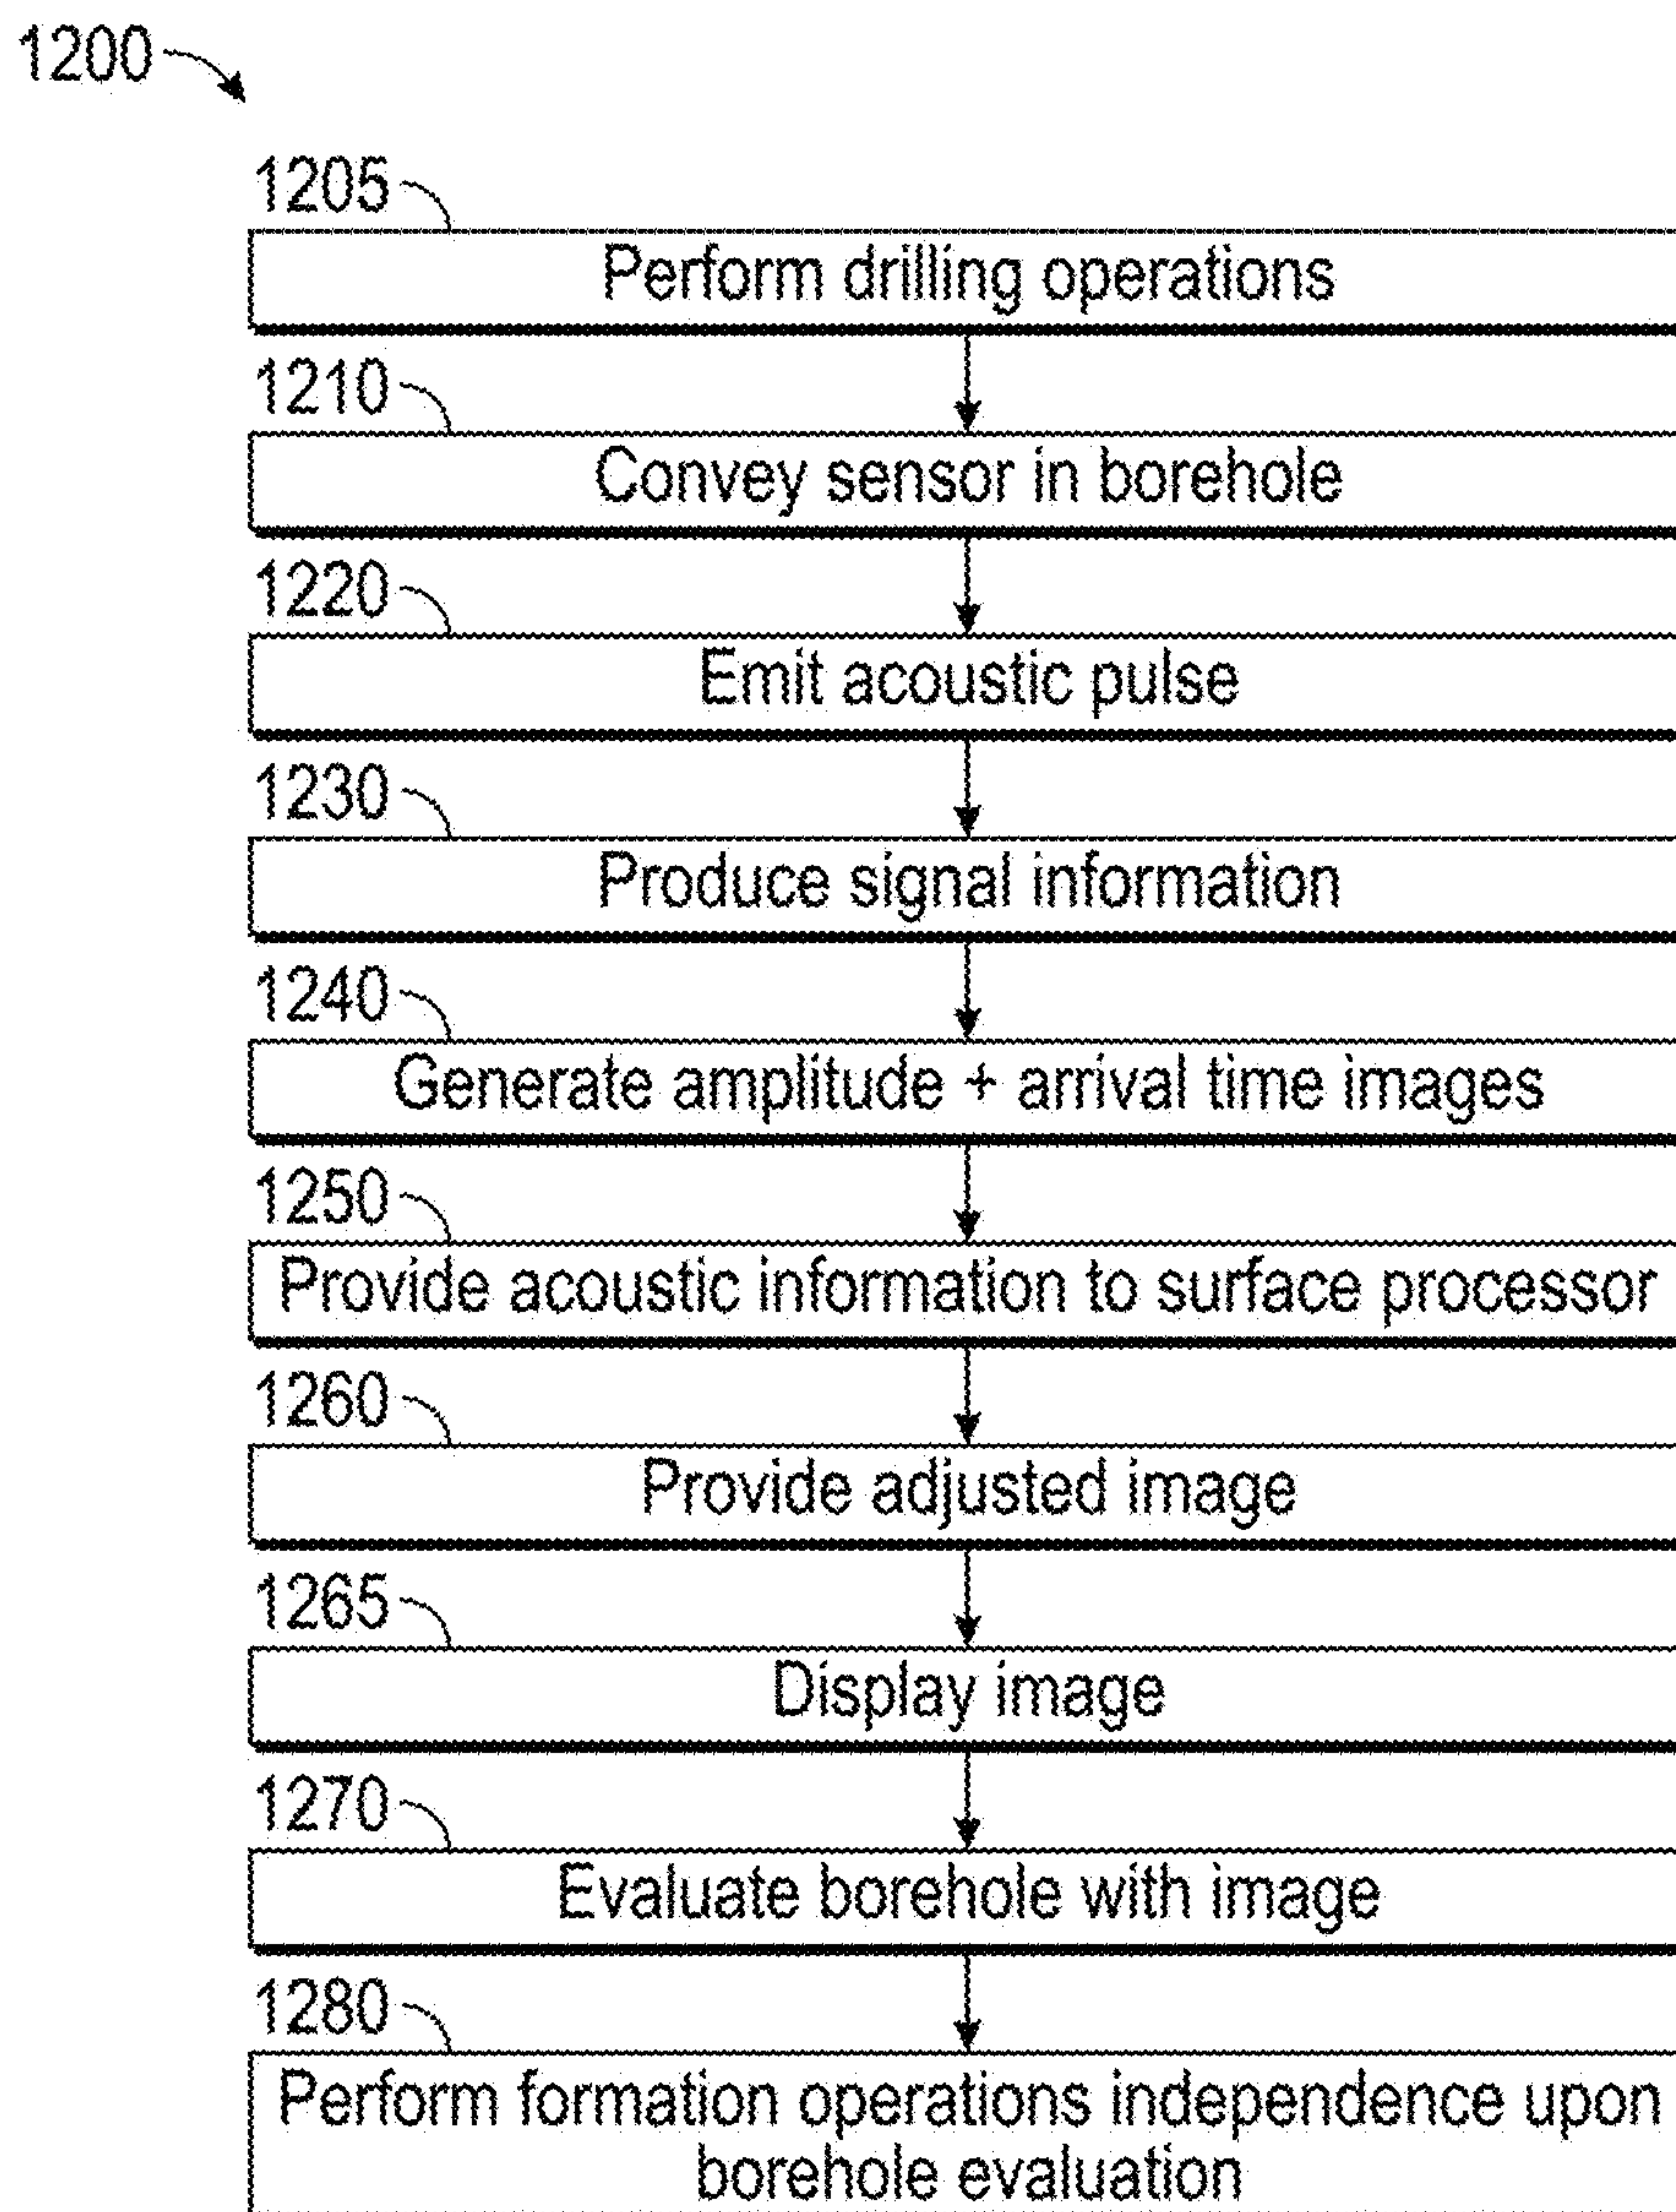 1200
1205
Perform drilling operations
1210
Convey sensor in borehole
1220
Emit acoustic pulse
1230
Produce signal information
1240
Generate amplitude + arrival time images
1250
Provide acoustic information to surface processor
1260
Provide adjusted image
1265
Display image
1270
Evaluate borehole with image
1280
Perform formation operations independence upon
borehole evaluation